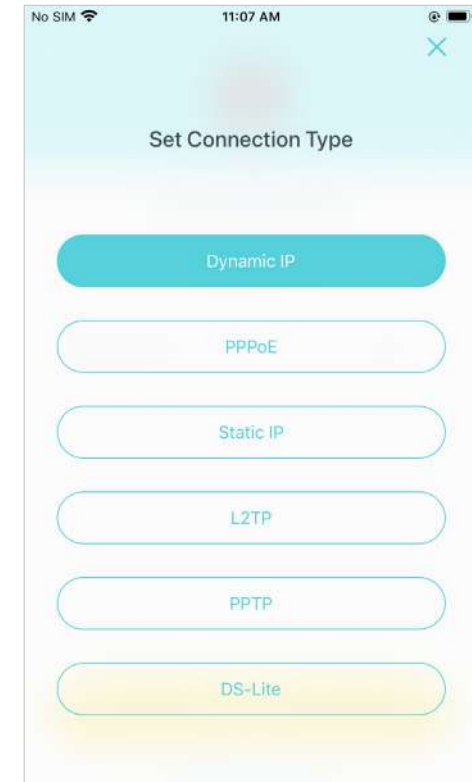 No SIM 11:07 AM
Set Connection Type
Dynamic IP
PPPoE
Static IP
L2TP
PPTP
DS-Lite